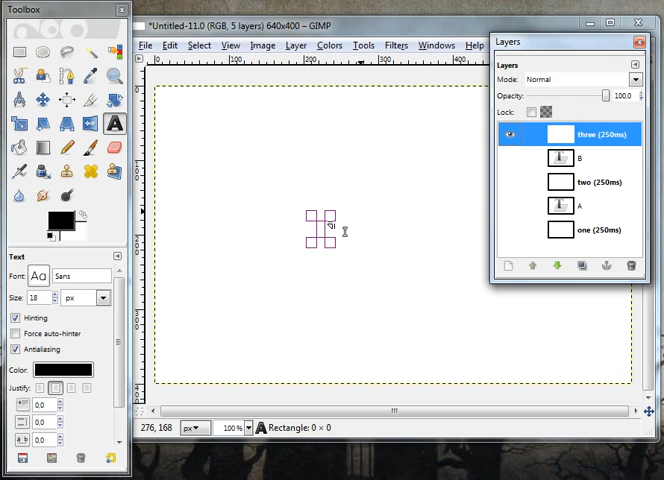 Toolbox
*Untitled-11.0 (RGB, 5 layers) 640x400 – GIMP
File Edit Select View Image Layer Colors Tools Filters Windows Help
Layers
Layers
Mode: Normal
Opacity: 100,0
Lock:
three (250ms)
B
two (250ms)
A
one (250ms)
0 100 200 300 400
Text
Font: Aa Sans
Size: 18 px
Hinting
Force auto-hinter
Antialiasing
Color:
Justify:
0,0
0,0
0,0
276, 168 px 100 % A Rectangle: 0 × 0